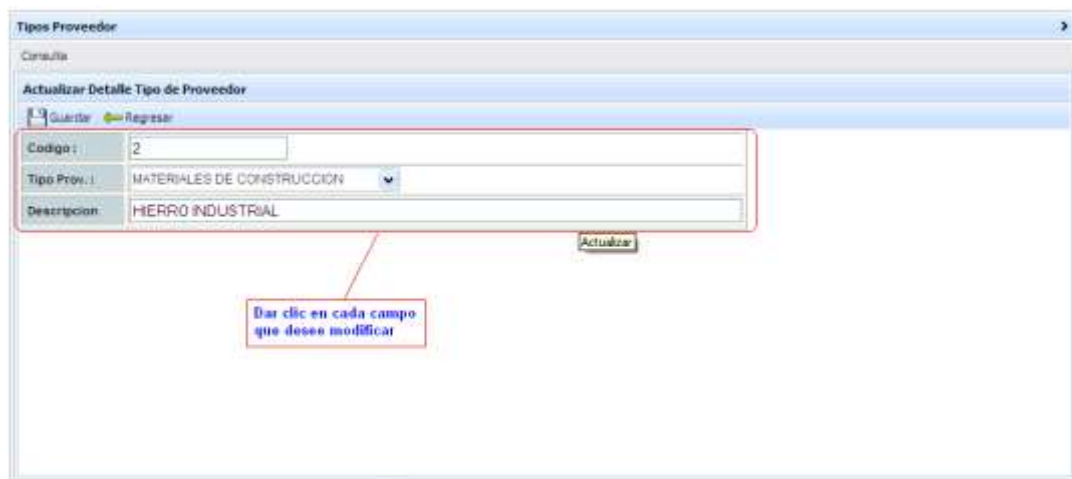 Tipos Proveedor
Consulta
Actualizar Detalle Tipo de Proveedor
Guardar Regresar
Codigo : 2
Tipo Prov. : MATERIALES DE CONSTRUCCION
Descripcion HIERRO INDUSTRIAL
Actualizar
Dar clic en cada campo
que desee modificar